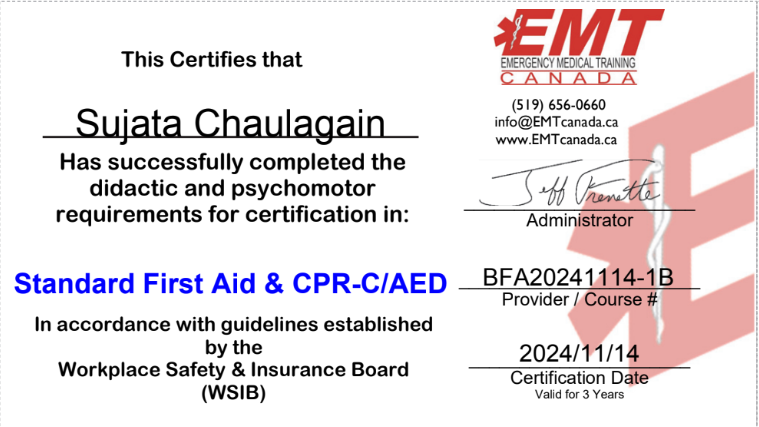 This Certifies that
Sujata Chaulagain
Has successfully completed the
didactic and psychomotor
requirements for certification in:
Standard First Aid & CPR-C/AED
In accordance with guidelines established
by the
Workplace Safety & Insurance Board
(WSIB)
EMT
EMERGENCY MEDICAL TRAINING
CANADA
(519) 656-0660
info@EMTcanada.ca
www.EMTcanada.ca
Jeff Frenette
Administrator
BFA20241114-1B
Provider / Course #
2024/11/14
Certification Date
Valid for 3 Years